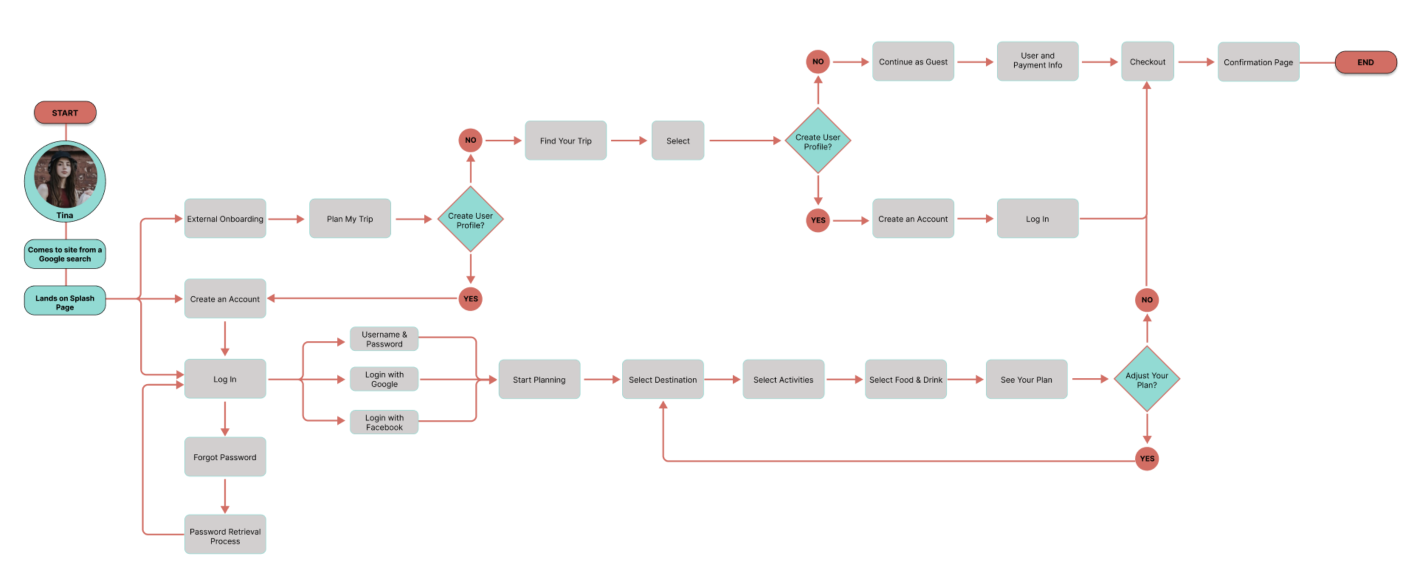 START
Tina
Comes to site from a
Google search
Lands on Splash
Page
External Onboarding
Plan My Trip
Create User
Profile?
NO
Find Your Trip
Select
Create User
Profile?
NO
Continue as Guest
User and
Payment Info
Checkout
Confirmation Page
END
YES
Create an Account
Log In
YES
Create an Account
Log In
Forgot Password
Password Retrieval
Process
Username &
Password
Login with
Google
Login with
Facebook
Start Planning
Select Destination
Select Activities
Select Food & Drink
See Your Plan
Adjust Your
Plan?
NO
YES